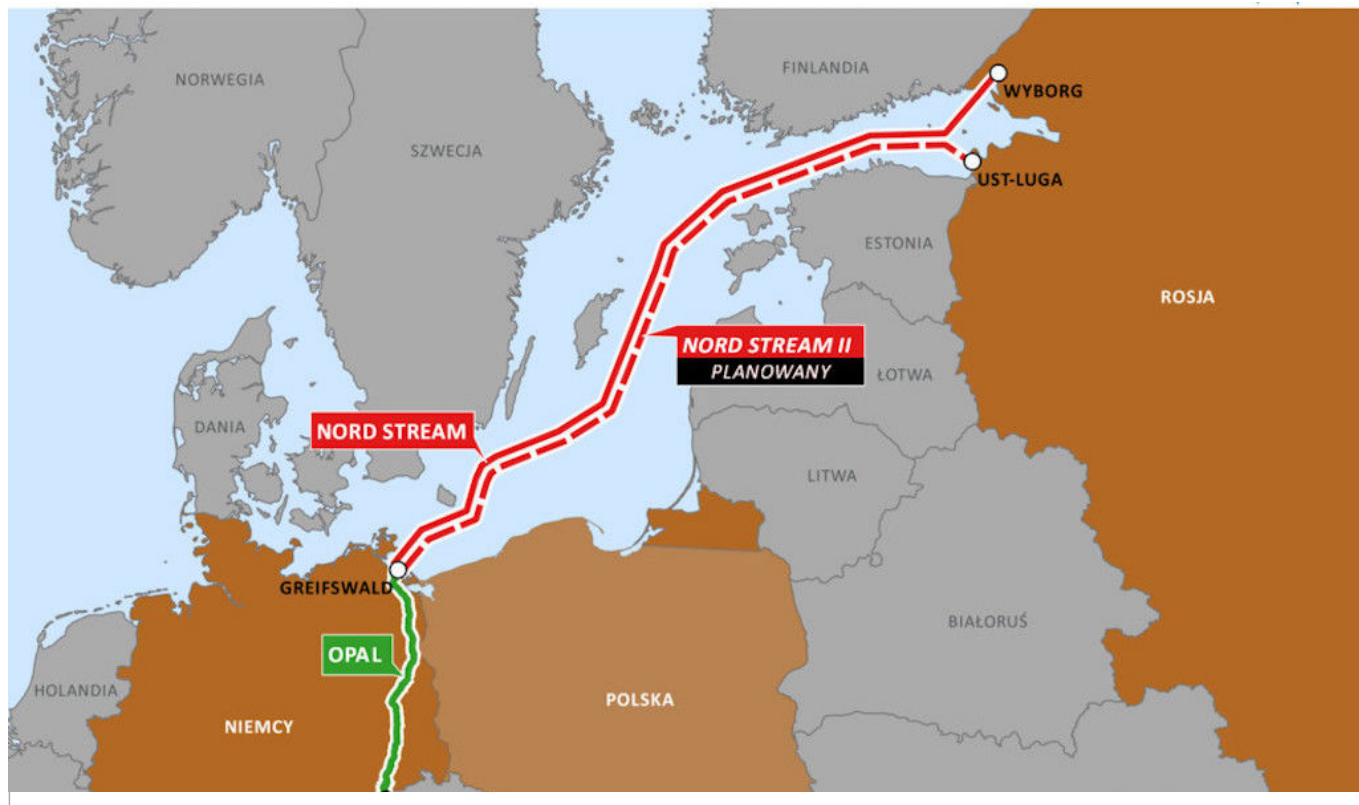 FINLANDIA
NORWEGIA
WYBORG
SZWECJA
UST-LUGA
ESTONIA
ROSJA
NORD STREAM II
PLANOWANY
ŁOTWA
DANIA
NORD STREAM
LITWA
GREIFSWALD
BIAŁORUŚ
OPAL
HOLANDIA
POLSKA
NIEMCY